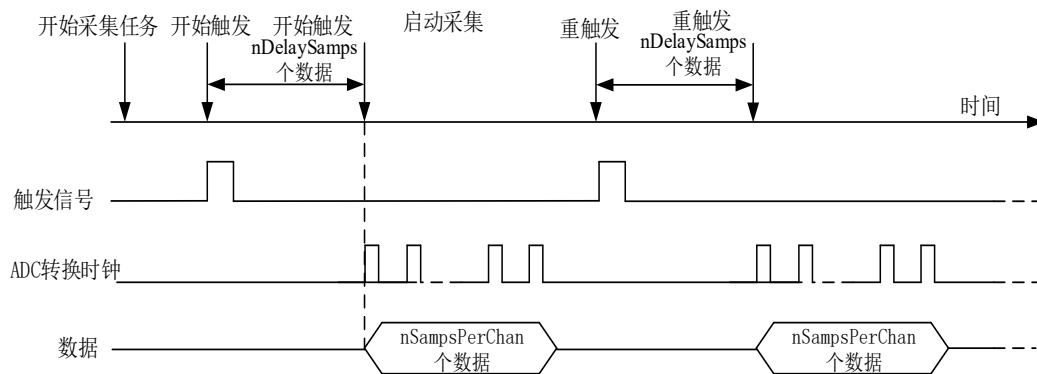 开始采集任务
开始触发
开始触发
nDelaySamps
个数据
启动采集
重触发
重触发
nDelaySamps
个数据
时间
触发信号
ADC转换时钟
数据
nSampsPerChan
个数据
nSampsPerChan
个数据